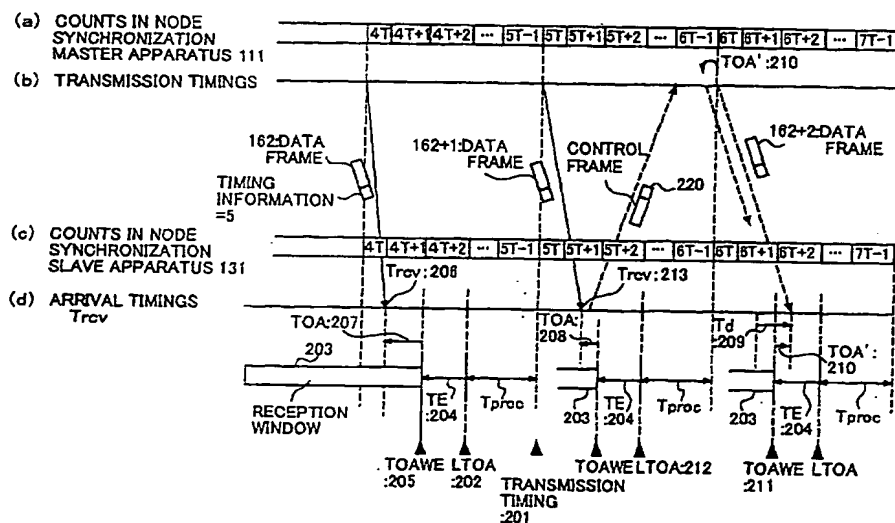 (a) COUNTS IN NODE
SYNCHRONIZATION
MASTER APPARATUS 111
4T 4T+1 4T+2 ... 5T-1 5T 5T+1 5T+2 ... 6T-1 6T 6T+1 6T+2 ... 7T-1
TOA':210
(b) TRANSMISSION TIMINGS
162:DATA
FRAME
TIMING
INFORMATION
=5
162+1:DATA
FRAME
CONTROL
FRAME
220
162+2:DATA
FRAME
(c) COUNTS IN NODE
SYNCHRONIZATION
SLAVE APPARATUS 131
4T 4T+1 4T+2 ... 5T-1 5T 5T+1 5T+2 ... 6T-1 6T 6T+1 6T+2 ... 7T-1
Trcv:206
Trcv:213
(d) ARRIVAL TIMINGS
Trcv
TOA:207
TOA:
208
Td
:209
TOA':
210
203
RECEPTION
WINDOW
TE
:204
Tproc
203
TE
:204
Tproc
203
TE
:204
Tproc
TOAWE
:205
LTOA
:202
TRANSMISSION
TIMING
:201
TOAWE
LTOA:212
TOAWE
:211
LTOA